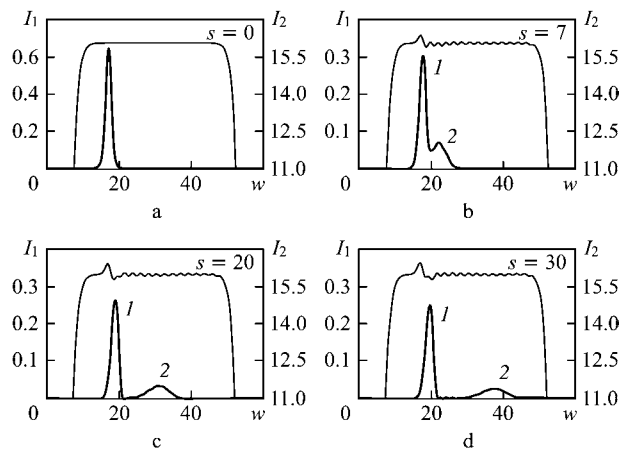 I1 I2 I1 I2
s = 0 s = 7
0.6 15.5 0.3 15.5
0.4 14.0 0.2 14.0
0.2 12.5 0.1 12.5
1 2
11.0 11.0
0 20 40 w 0 20 40 w
a b
I1 I2 I1 I2
s = 20 s = 30
0.3 15.5 0.3 15.5
0.2 14.0 0.2 14.0
0.1 12.5 0.1 12.5
1 2 1 2
11.0 11.0
0 20 40 w 0 20 40 w
c d